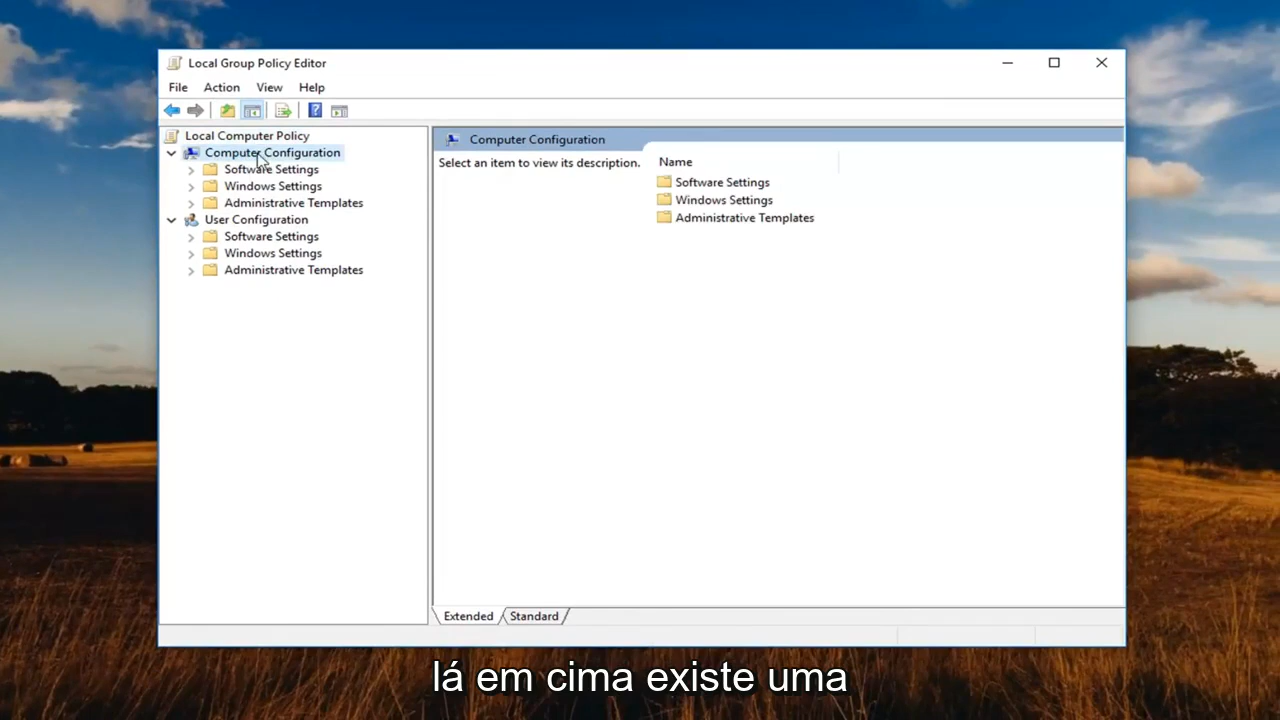 Local Group Policy Editor
File Action View Help
Local Computer Policy
Computer Configuration
Software Settings
Windows Settings
Administrative Templates
User Configuration
Software Settings
Windows Settings
Administrative Templates
Computer Configuration
Select an item to view its description.
Name
Software Settings
Windows Settings
Administrative Templates
Extended Standard
lá em cima existe uma